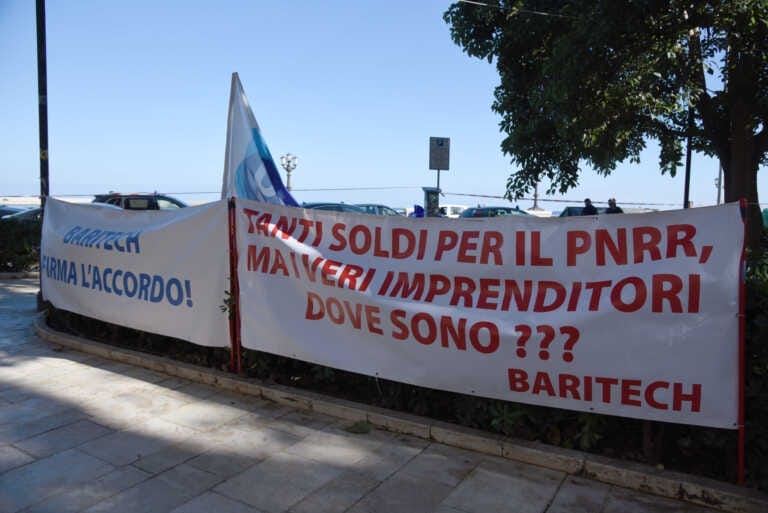 BARITECH
FIRMA L'ACCORDO!
TANTI SOLDI PER IL PNRR,
MA I VERI IMPRENDITORI
DOVE SONO ???
BARITECH